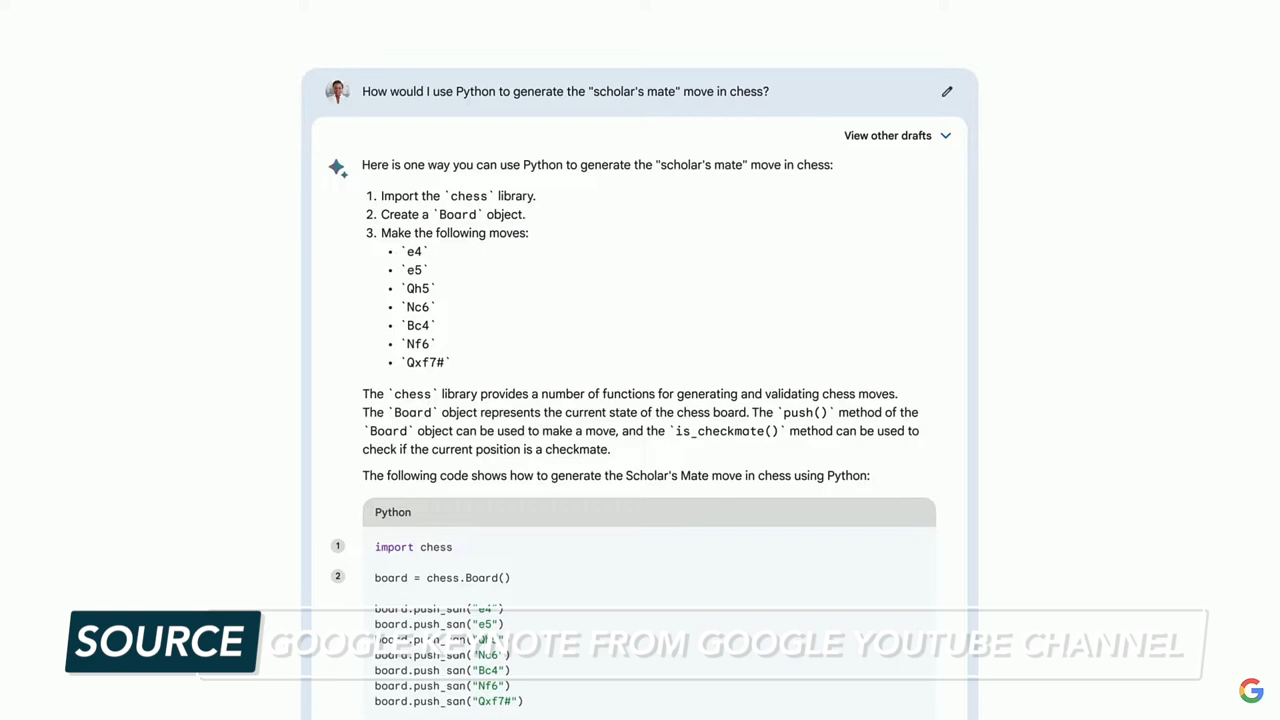 How would I use Python to generate the "scholar's mate" move in chess?
View other drafts
Here is one way you can use Python to generate the "scholar's mate" move in chess:
1. Import the `chess` library.
2. Create a `Board` object.
3. Make the following moves:
• `e4`
• `e5`
• `Qh5`
• `Nc6`
• `Bc4`
• `Nf6`
• `Qxf7#`
The `chess` library provides a number of functions for generating and validating chess moves.
The `Board` object represents the current state of the chess board. The `push()` method of the
`Board` object can be used to make a move, and the `is_checkmate()` method can be used to
check if the current position is a checkmate.
The following code shows how to generate the Scholar's Mate move in chess using Python:
Python
1 import chess
2 board = chess.Board()
board.push_san("e4")
board.push_san("e5")
board.push_san("Qh5")
board.push_san("Nc6")
board.push_san("Bc4")
board.push_san("Nf6")
board.push_san("Qxf7#")
SOURCE GOOGLE KEYNOTE FROM GOOGLE YOUTUBE CHANNEL
G